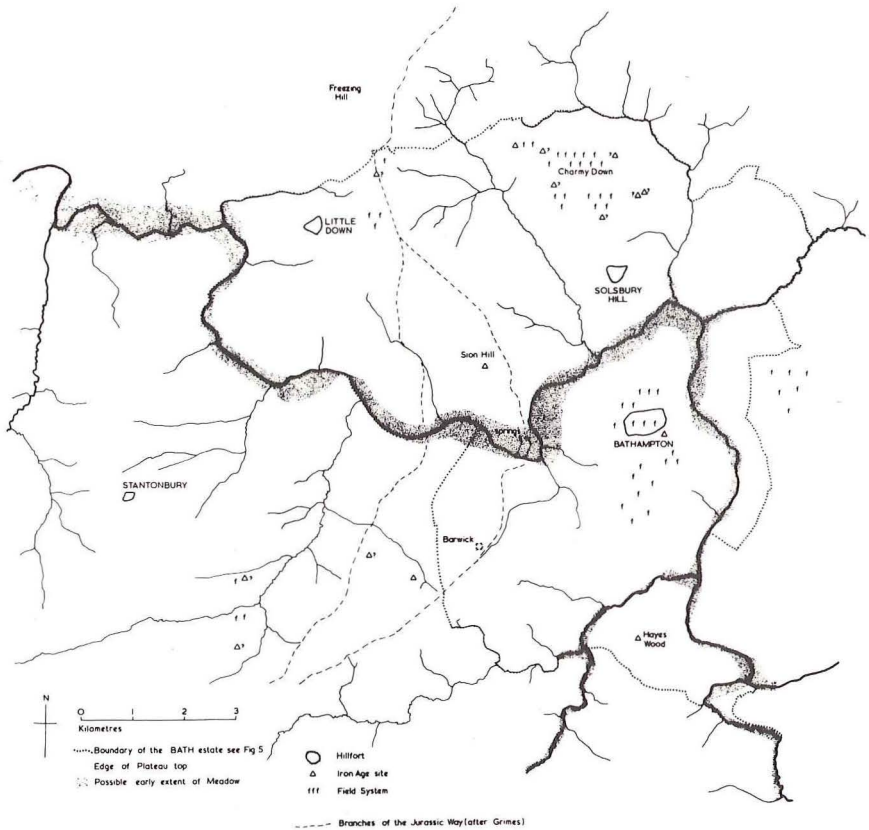 Freezing
Hill
Charmy Down
LITTLE
DOWN
SOLSBURY
HILL
Sion Hill
springs
BATHAMPTON
STANTONBURY
Barwick
Hayes
Wood
N
0 1 2 3
Kilometres
Boundary of the BATH estate see Fig 5
Edge of Plateau top
Possible early extent of Meadow
Hillfort
Iron Age site
Field System
Branches of the Jurassic Way (after Grimes)